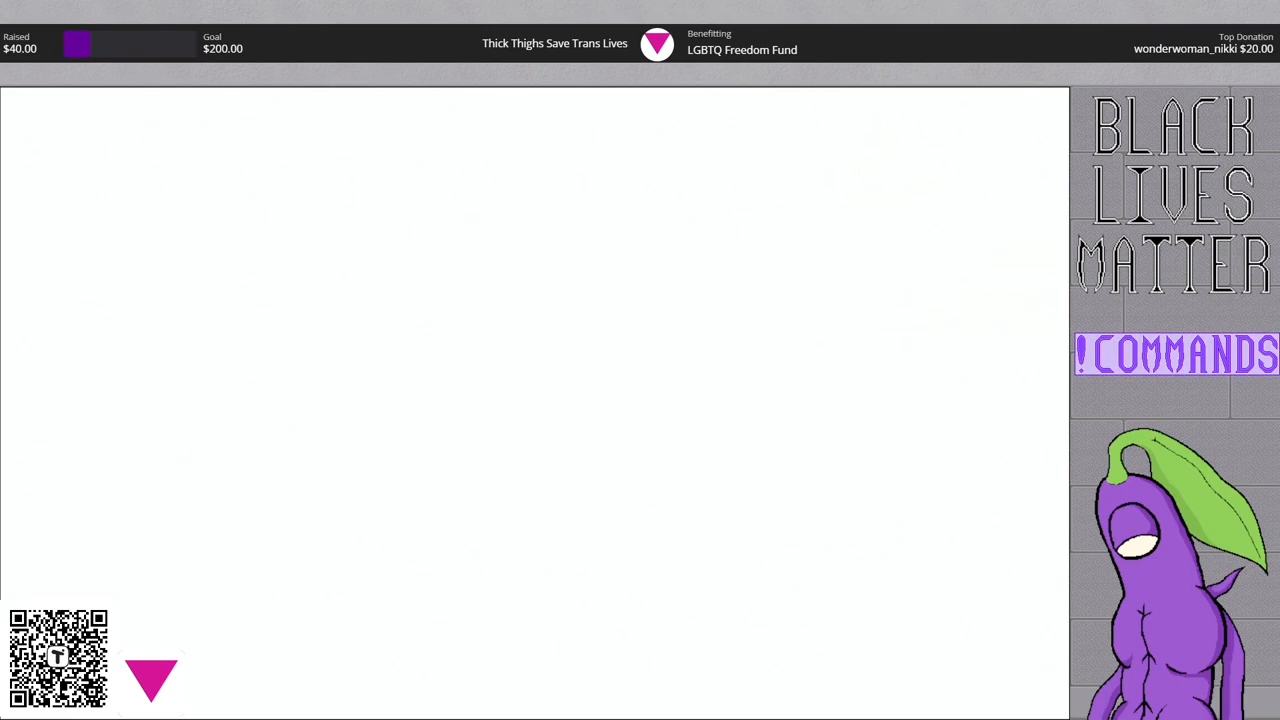 Raised
$40.00
Goal
$200.00
Thick Thighs Save Trans Lives
Benefitting
LGBTQ Freedom Fund
Top Donation
wonderwoman_nikki $20.00
BLACK
LIVES
MATTER
!COMMANDS
T